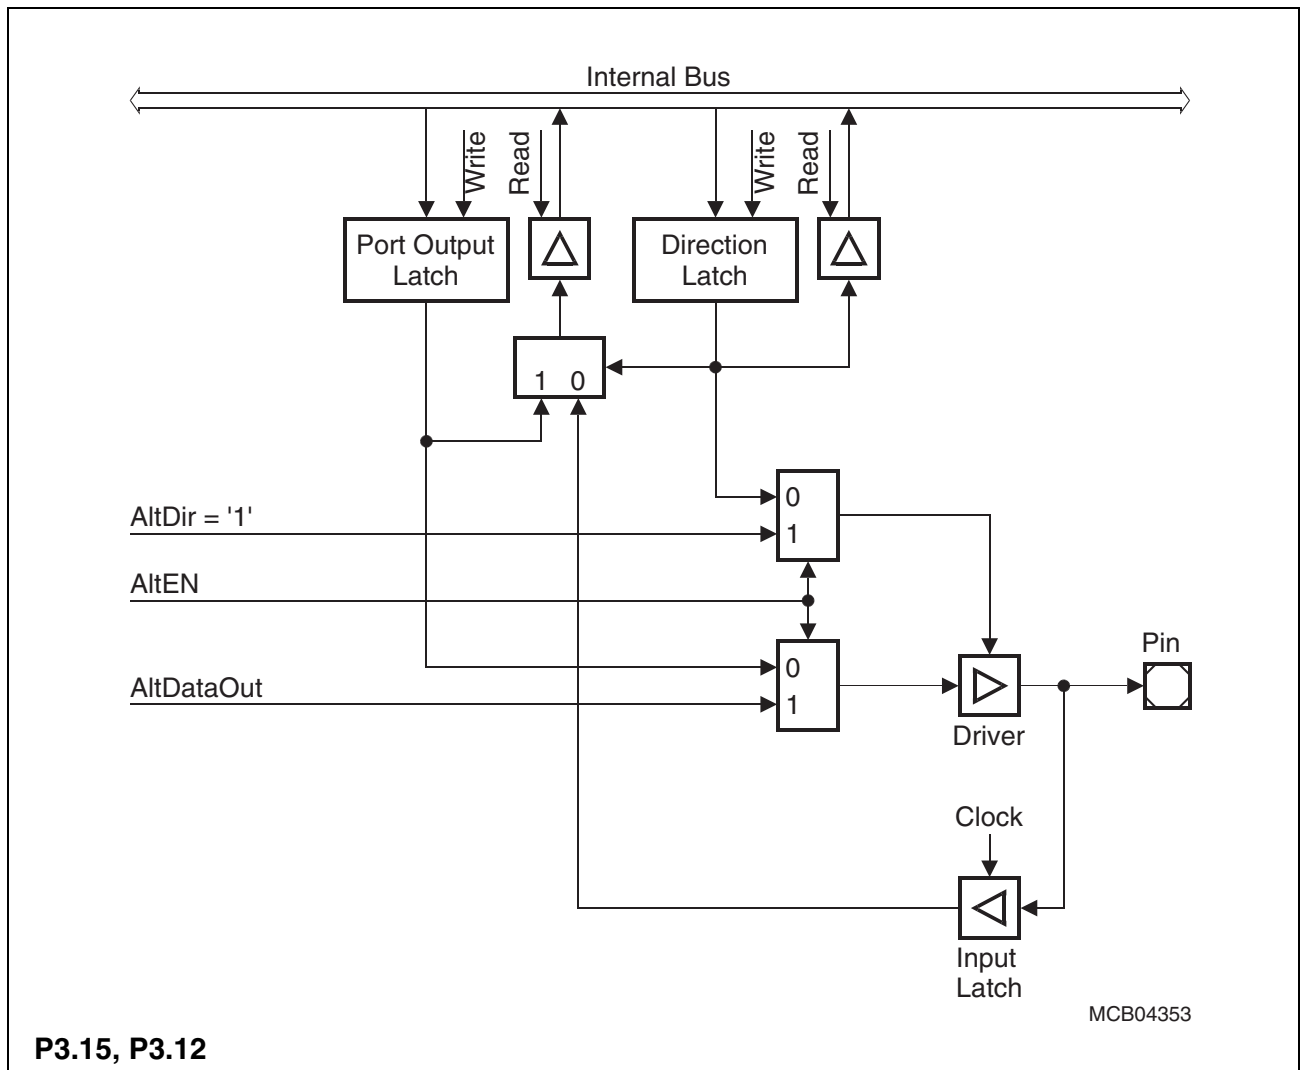 Internal Bus
Write
Read
Write
Read
Port Output
Latch
Direction
Latch
1 0
0
1
AltDir = '1'
AltEN
0
1
AltDataOut
Pin
Driver
Clock
Input
Latch
MCB04353
P3.15, P3.12